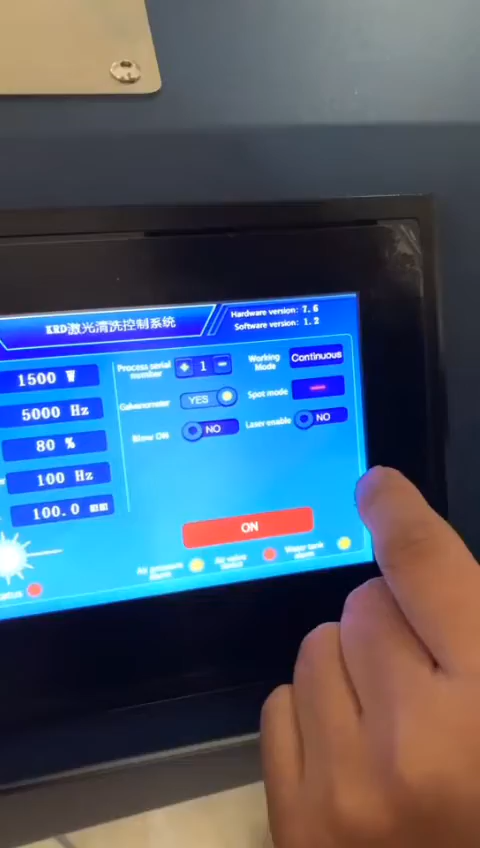 KRD激光清洗控制系统
Hardware version: 7.6
Software version: 1.2
1500 W
5000 Hz
80 %
100 Hz
100.0 mm
Process serial number
+ 1 -
Working Mode
Continuous
Galvanometer
YES
Spot mode
Blow ON
NO
Laser enable
NO
ON
Air pressure alarm
Air valve status
Water tank alarm